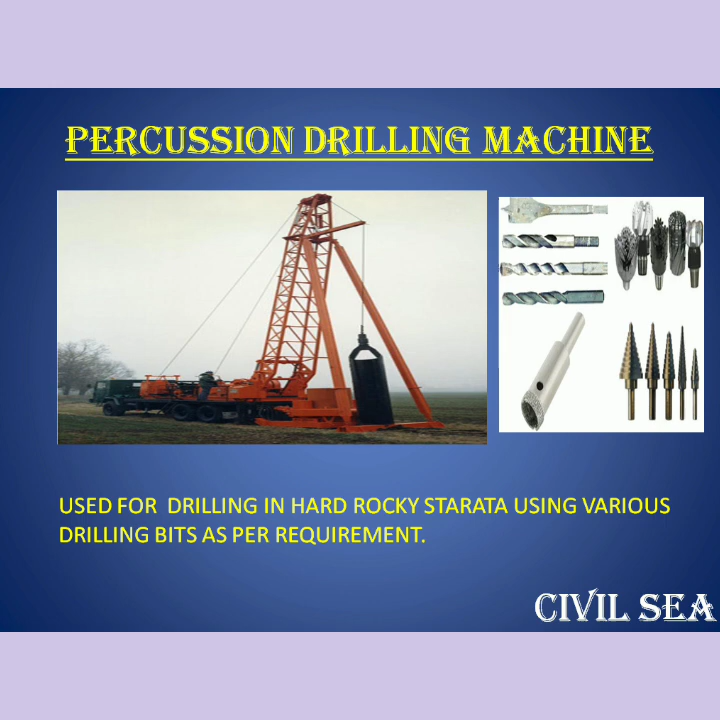 PERCUSSION DRILLING MACHINE
USED FOR DRILLING IN HARD ROCKY STARATA USING VARIOUS
DRILLING BITS AS PER REQUIREMENT.
CIVIL SEA